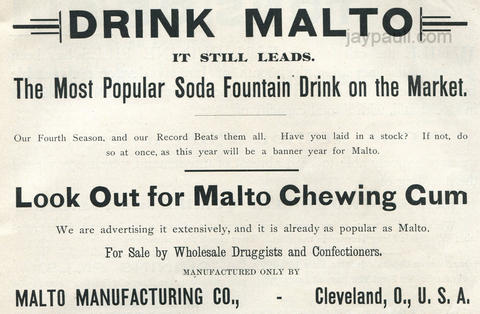 DRINK MALTO
jaypaull.com
IT STILL LEADS.
The Most Popular Soda Fountain Drink on the Market.
Our Fourth Season, and our Record Beats them all. Have you laid in a stock? If not, do
so at once, as this year will be a banner year for Malto.
Look Out for Malto Chewing Gum
We are advertising it extensively, and it is already as popular as Malto.
For Sale by Wholesale Druggists and Confectioners.
MANUFACTURED ONLY BY
MALTO MANUFACTURING CO., - Cleveland, O., U. S. A.